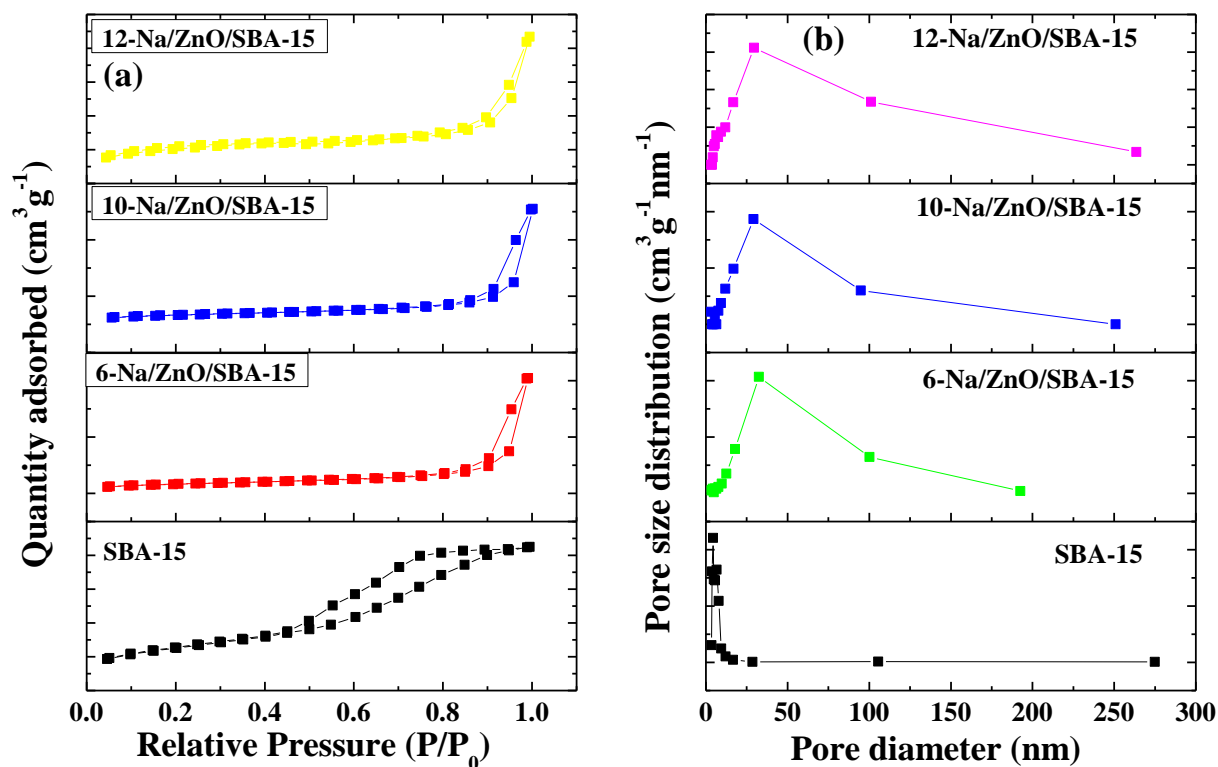 12-Na/ZnO/SBA-15
(a)
10-Na/ZnO/SBA-15
6-Na/ZnO/SBA-15
SBA-15
Quantity adsorbed (cm³g⁻¹)
0.0 0.2 0.4 0.6 0.8 1.0
Relative Pressure (P/P₀)
(b)
12-Na/ZnO/SBA-15
10-Na/ZnO/SBA-15
6-Na/ZnO/SBA-15
SBA-15
Pore size distribution (cm³g⁻¹nm⁻¹)
0 50 100 150 200 250 300
Pore diameter (nm)